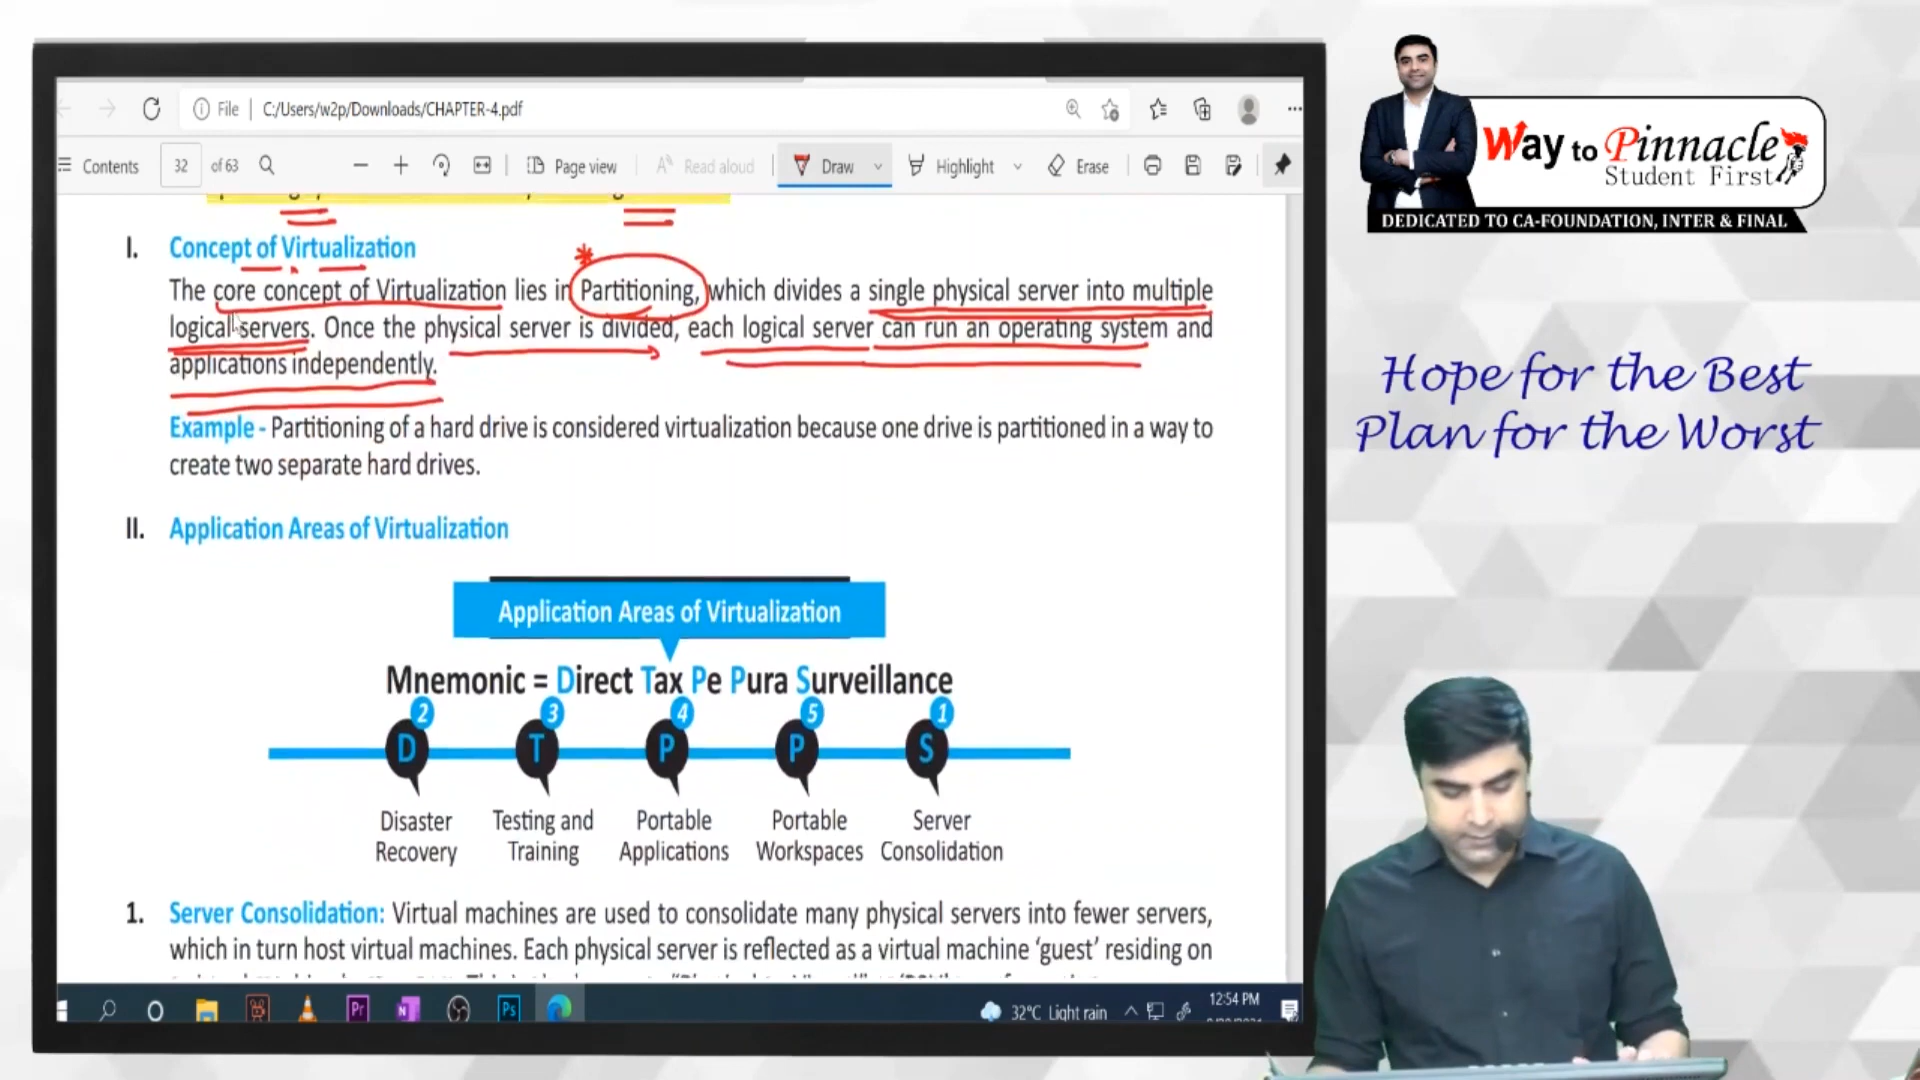 File | C:/Users/w2p/Downloads/CHAPTER-4.pdf
Contents 32 of 63 Page view Read aloud Draw Highlight Erase
I. Concept of Virtualization
The core concept of Virtualization lies in Partitioning, which divides a single physical server into multiple
logical servers. Once the physical server is divided, each logical server can run an operating system and
applications independently.
Example - Partitioning of a hard drive is considered virtualization because one drive is partitioned in a way to
create two separate hard drives.
II. Application Areas of Virtualization
Application Areas of Virtualization
Mnemonic = Direct Tax Pe Pura Surveillance
2 3 4 5 1
D T P P S
Disaster Testing and Portable Portable Server
Recovery Training Applications Workspaces Consolidation
1. Server Consolidation: Virtual machines are used to consolidate many physical servers into fewer servers,
which in turn host virtual machines. Each physical server is reflected as a virtual machine ‘guest’ residing on
Pr N Ps 32°C Light rain 12:54 PM
Way to Pinnacle
Student First
DEDICATED TO CA-FOUNDATION, INTER & FINAL
Hope for the Best
Plan for the Worst